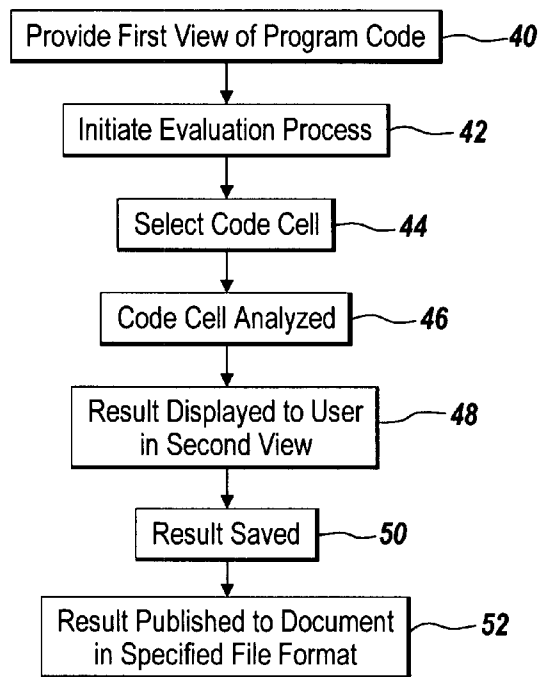 Provide First View of Program Code 40
Initiate Evaluation Process 42
Select Code Cell 44
Code Cell Analyzed 46
Result Displayed to User 48
in Second View
Result Saved 50
Result Published to Document 52
in Specified File Format